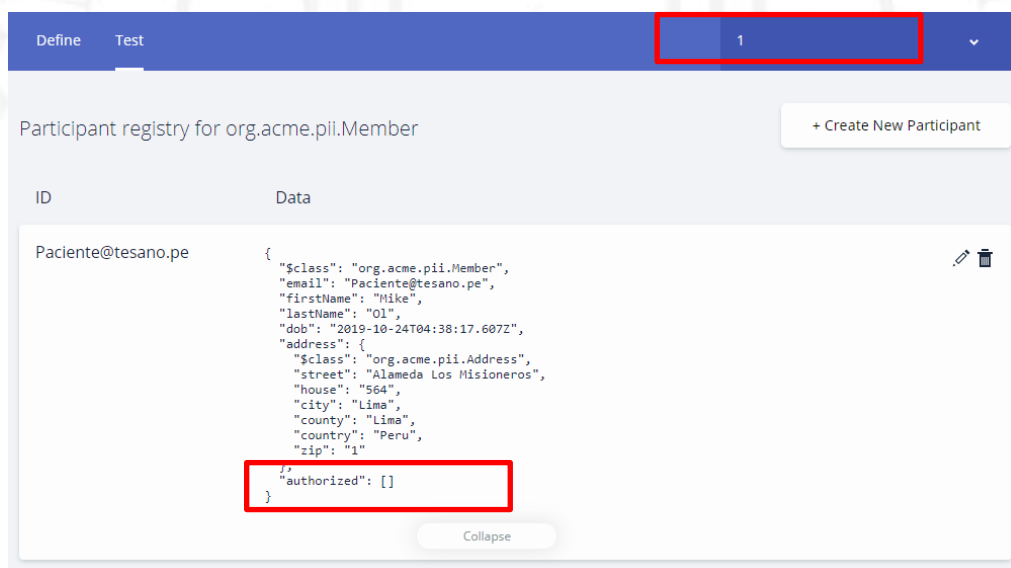 Define Test 1
Participant registry for org.acme.pii.Member
+ Create New Participant
ID Data
Paciente@tesano.pe
{
"$class": "org.acme.pii.Member",
"email": "Paciente@tesano.pe",
"firstName": "Mike",
"lastName": "Ol",
"dob": "2019-10-24T04:38:17.607Z",
"address": {
"$class": "org.acme.pii.Address",
"street": "Alameda Los Misioneros",
"house": "564",
"city": "Lima",
"county": "Lima",
"country": "Peru",
"zip": "1"
},
"authorized": []
}
Collapse